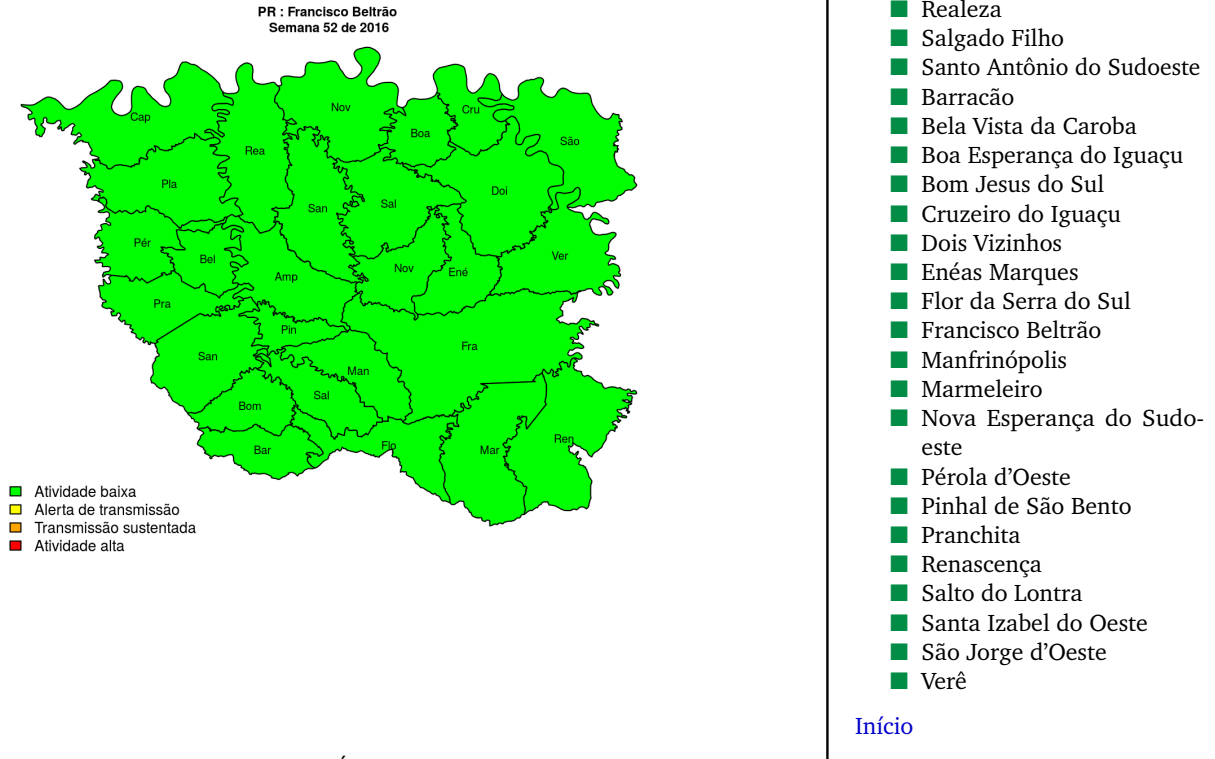 PR : Francisco Beltrão
Semana 52 de 2016
Cap
Nov
Cru
Boa
São
Rea
Pla
Doi
San
Sal
Pér
Bel
Ver
Nov
Ené
Amp
Pra
Pin
Fra
San
Man
Sal
Bom
Flo
Ren
Bar
Mar
Atividade baixa
Alerta de transmissão
Transmissão sustentada
Atividade alta
Realeza
Salgado Filho
Santo Antônio do Sudoeste
Barracão
Bela Vista da Caroba
Boa Esperança do Iguaçu
Bom Jesus do Sul
Cruzeiro do Iguaçu
Dois Vizinhos
Enéas Marques
Flor da Serra do Sul
Francisco Beltrão
Manfrinópolis
Marmeleiro
Nova Esperança do Sudo-
este
Pérola d'Oeste
Pinhal de São Bento
Pranchita
Renascença
Salto do Lontra
Santa Izabel do Oeste
São Jorge d'Oeste
Verê
Início